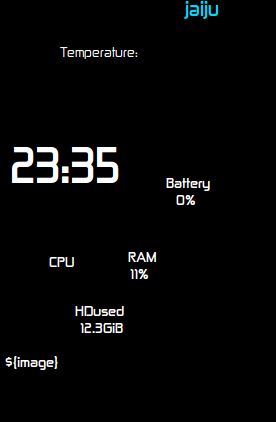 jaiju
Temperature:
23:35
Battery
0%
CPU
RAM
11%
HDused
12.3GiB
${image}